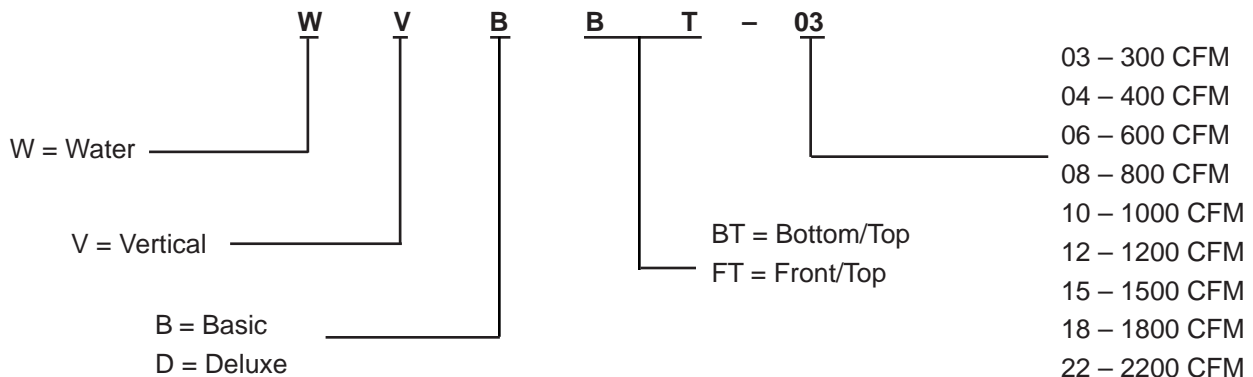 W V B B T – 03
W = Water
V = Vertical
B = Basic
D = Deluxe
BT = Bottom/Top
FT = Front/Top
03 – 300 CFM
04 – 400 CFM
06 – 600 CFM
08 – 800 CFM
10 – 1000 CFM
12 – 1200 CFM
15 – 1500 CFM
18 – 1800 CFM
22 – 2200 CFM